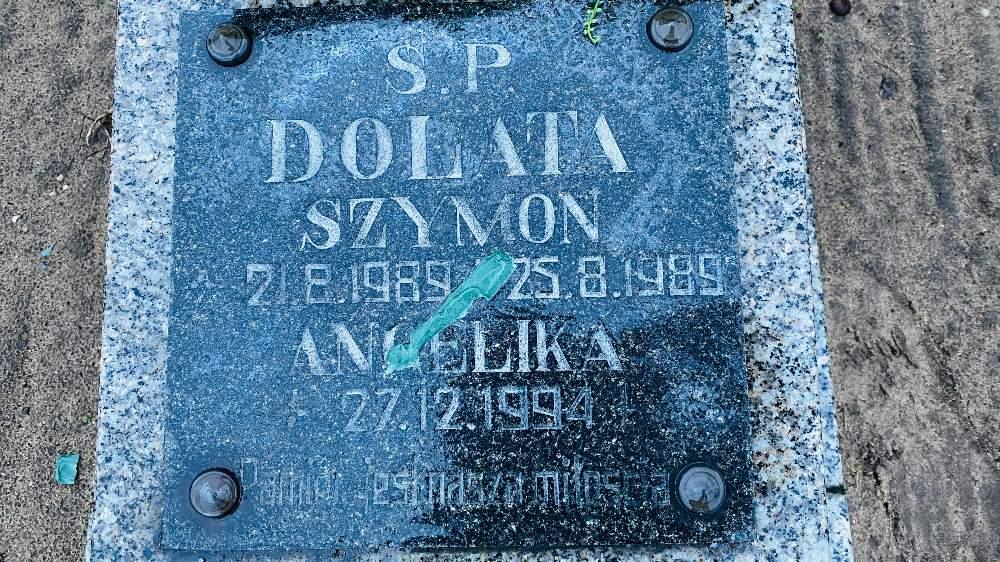 Ś.P
DOLATA
SZYMON
21.8.1989 25.8.1989
ANGELIKA
27.12.1994
Pamięć jest naszą miłością